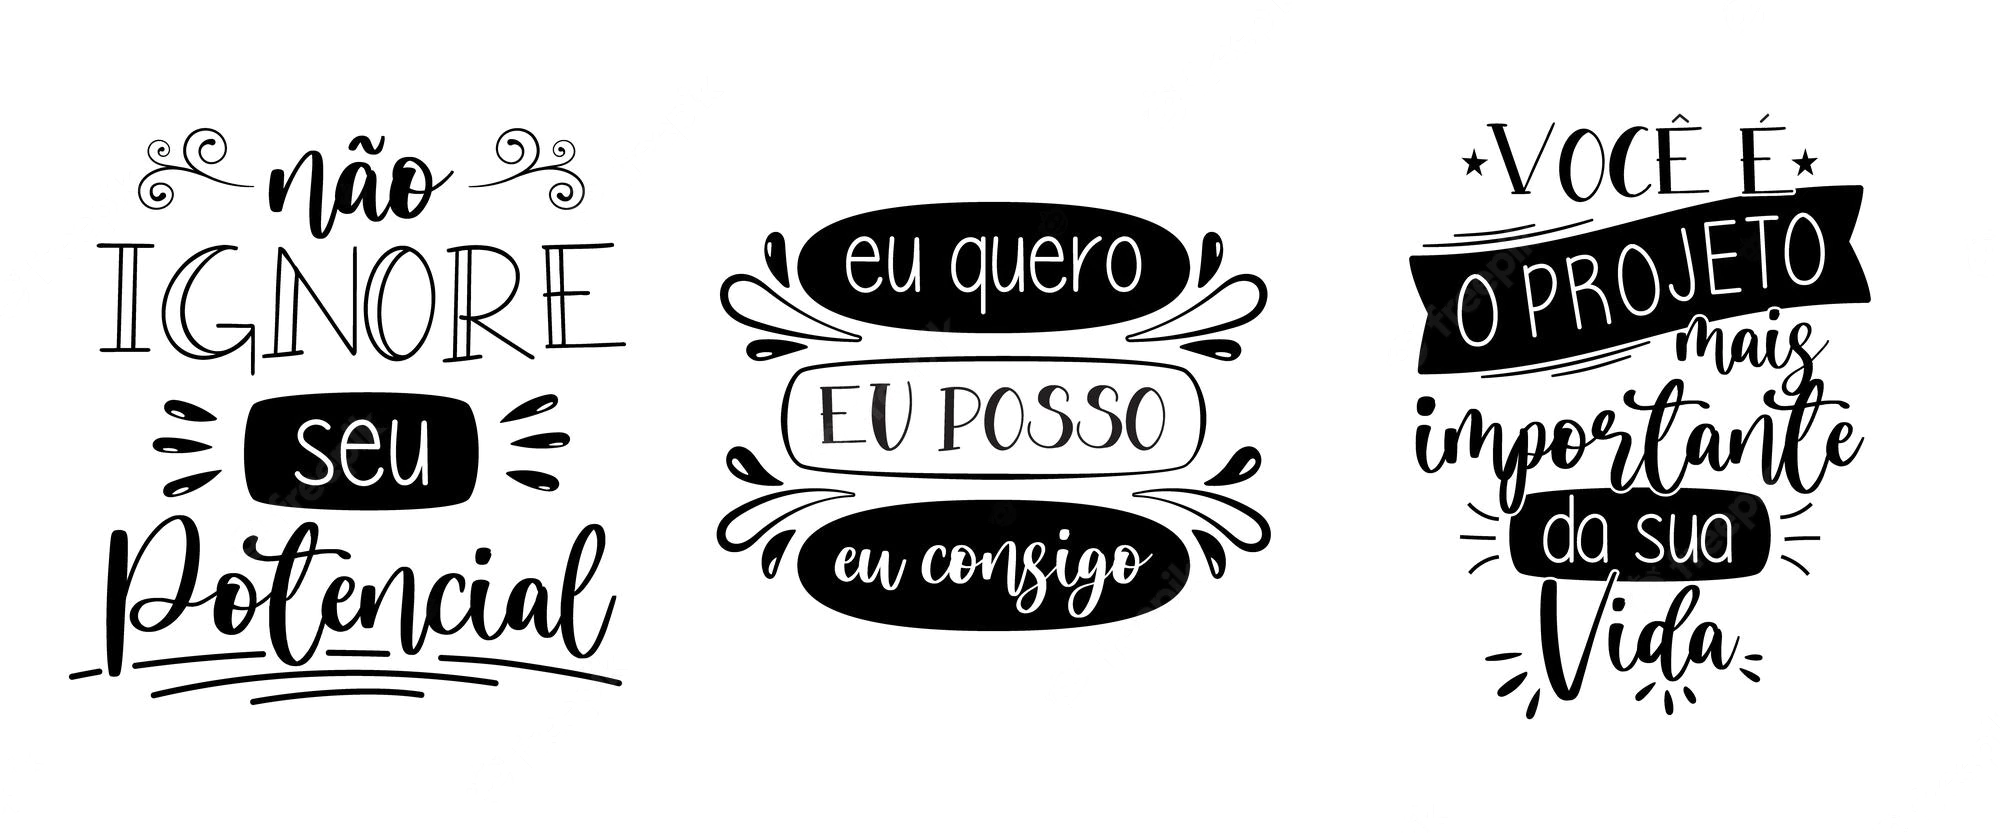 não
IGNORE
seu
Potencial
eu quero
EU POSSO
eu consigo
VOCÊ É
O PROJETO
mais
importante
da sua
Vida